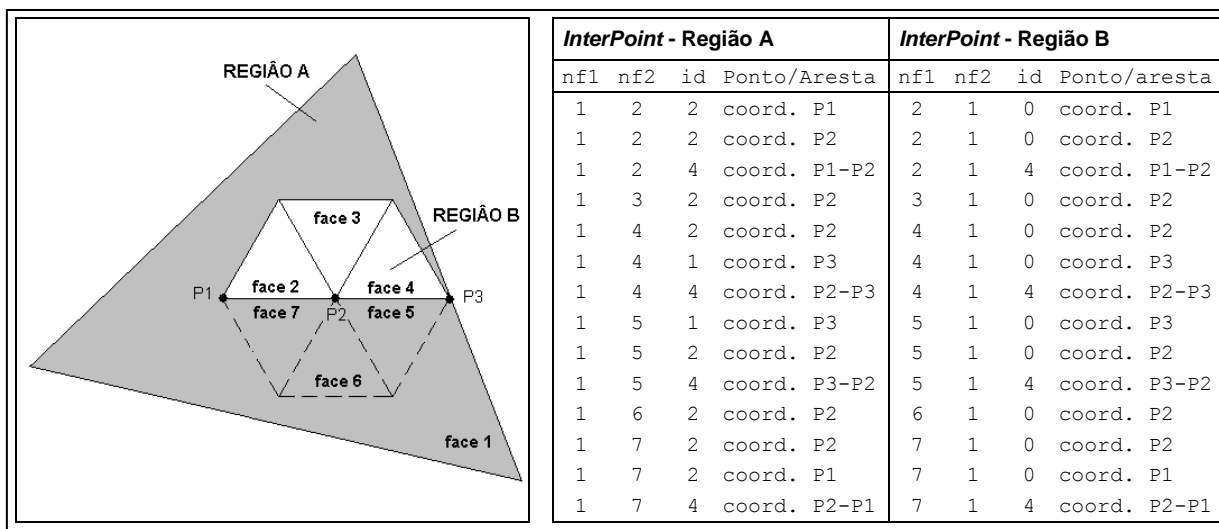 REGIÂO A
face 3
REGIÂO B
P1
face 2
face 4
P3
face 7
P2
face 5
face 6
face 1
InterPoint - Região A
nf1 nf2 id Ponto/Aresta
1 2 2 coord. P1
1 2 2 coord. P2
1 2 4 coord. P1-P2
1 3 2 coord. P2
1 4 2 coord. P2
1 4 1 coord. P3
1 4 4 coord. P2-P3
1 5 1 coord. P3
1 5 2 coord. P2
1 5 4 coord. P3-P2
1 6 2 coord. P2
1 7 2 coord. P2
1 7 2 coord. P1
1 7 4 coord. P2-P1
InterPoint - Região B
nf1 nf2 id Ponto/aresta
2 1 0 coord. P1
2 1 0 coord. P2
2 1 4 coord. P1-P2
3 1 0 coord. P2
4 1 0 coord. P2
4 1 0 coord. P3
4 1 4 coord. P2-P3
5 1 0 coord. P3
5 1 0 coord. P2
5 1 4 coord. P3-P2
6 1 0 coord. P2
7 1 0 coord. P2
7 1 0 coord. P1
7 1 4 coord. P2-P1